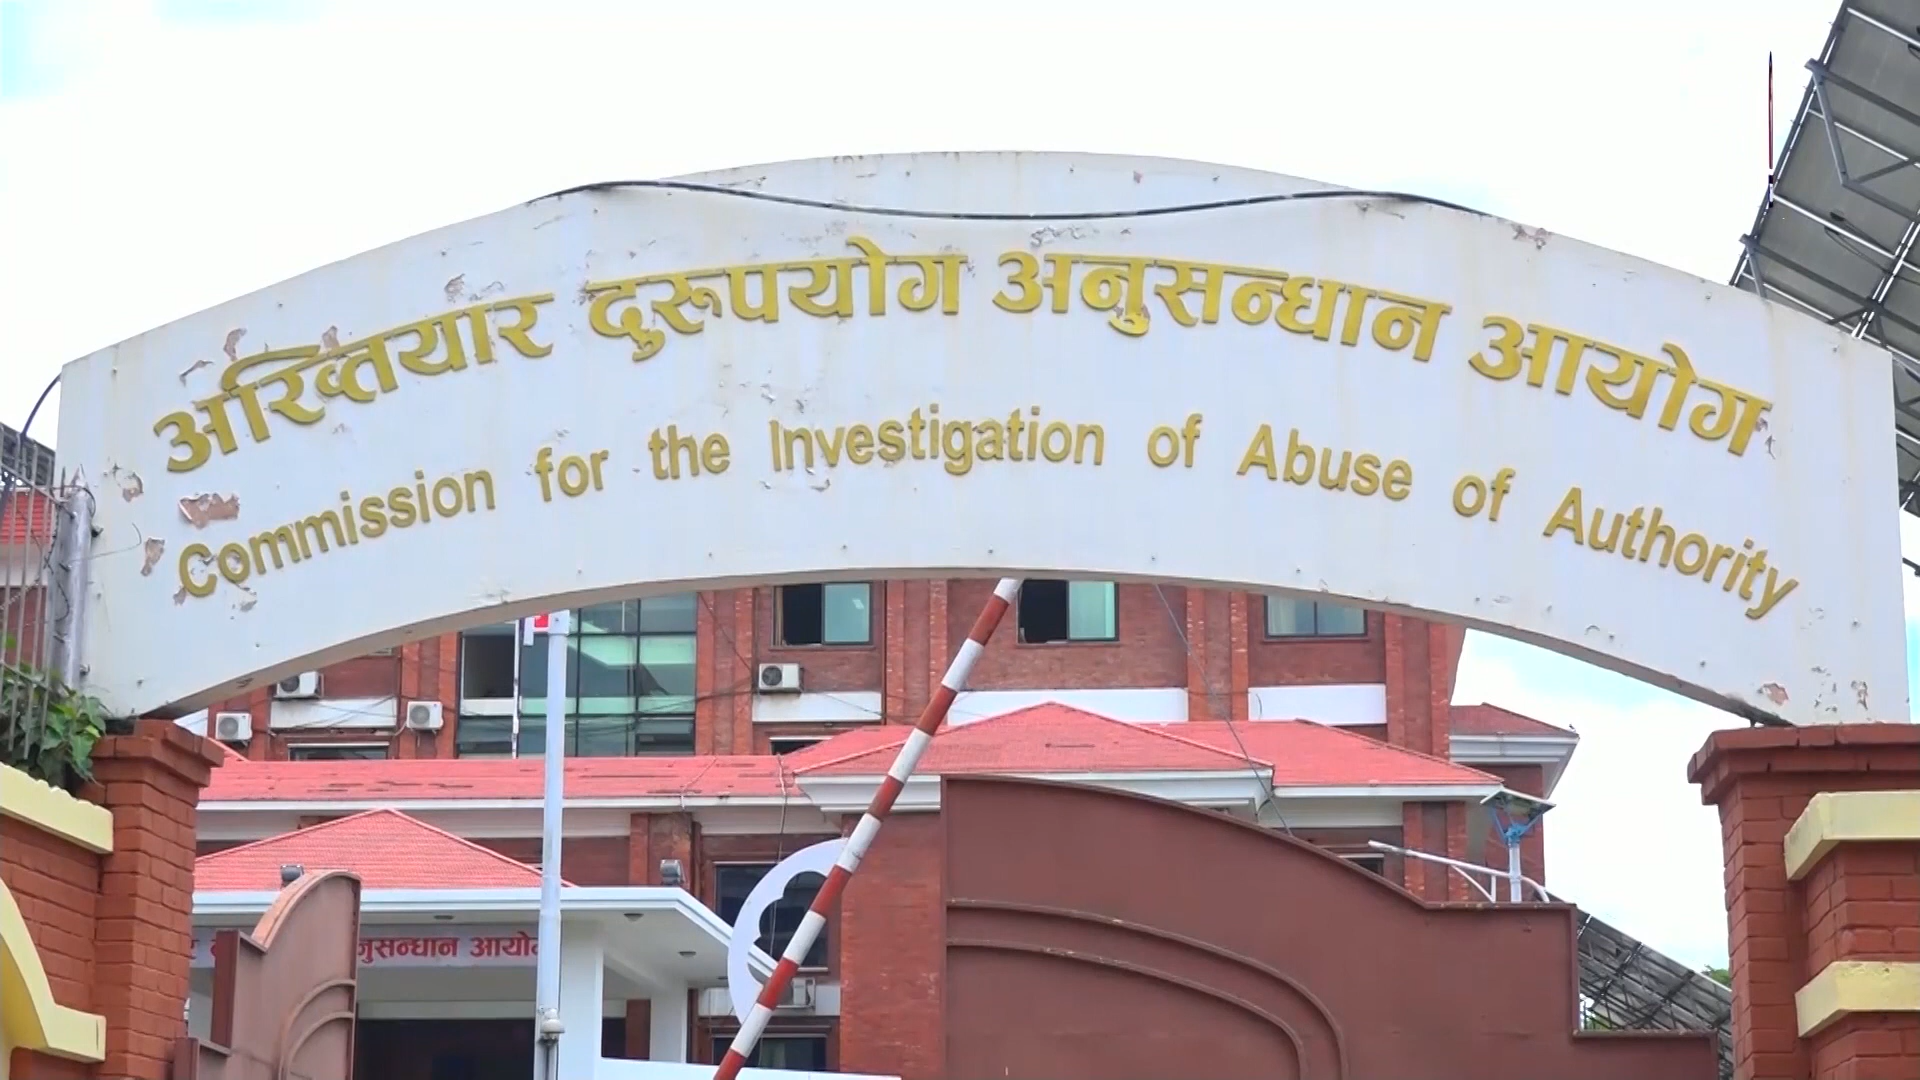 अख्तियार दुरुपयोग अनुसन्धान आयोग
Commission for the Investigation of Abuse of Authority
नुसन्धान आयोग